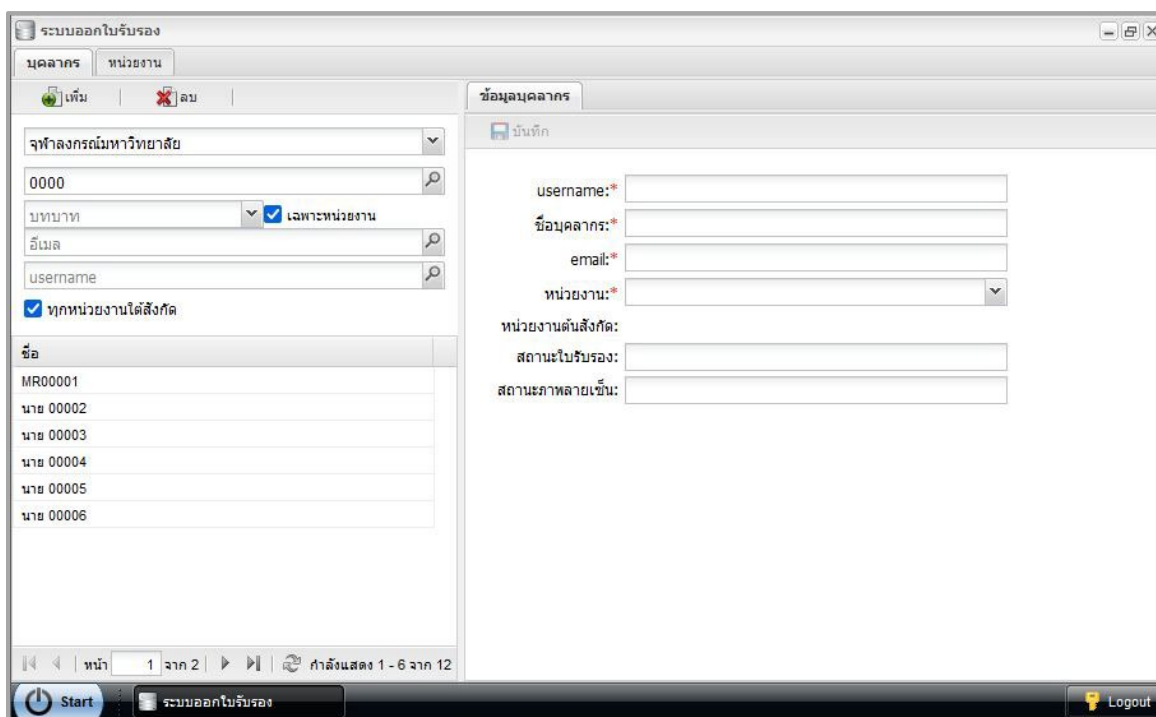 ระบบออกใบรับรอง
บุคลากร หน่วยงาน
เพิ่ม ลบ
จุฬาลงกรณ์มหาวิทยาลัย
0000
บทบาท เฉพาะหน่วยงาน
อีเมล
username
ทุกหน่วยงานใต้สังกัด
ชื่อ
MR00001
นาย 00002
นาย 00003
นาย 00004
นาย 00005
นาย 00006
หน้า 1 จาก 2 กำลังแสดง 1 - 6 จาก 12
ข้อมูลบุคลากร
บันทึก
username:*
ชื่อบุคลากร:*
email:*
หน่วยงาน:*
หน่วยงานต้นสังกัด:
สถานะใบรับรอง:
สถานะภาพลายเซ็น:
Start ระบบออกใบรับรอง Logout